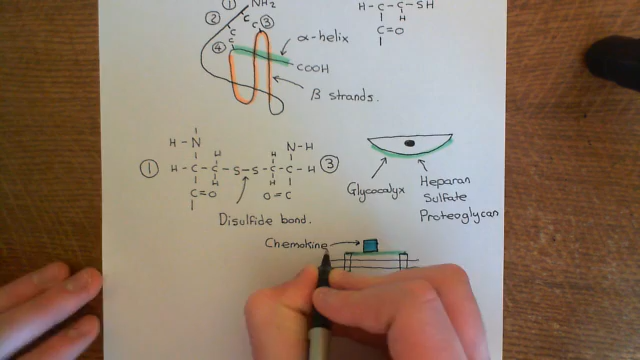 ① NH2
② C C ③
C
C
④
α-helix
COOH
β strands.
H - C - C - SH
H
C=O
H - N
① H - C - C - S - S - C - C - H ③
H
H
C=O
N - H
H
H
O=C
Disulfide bond.
Glycocalyx
Heparan
Sulfate
Proteoglycan
Chemokine